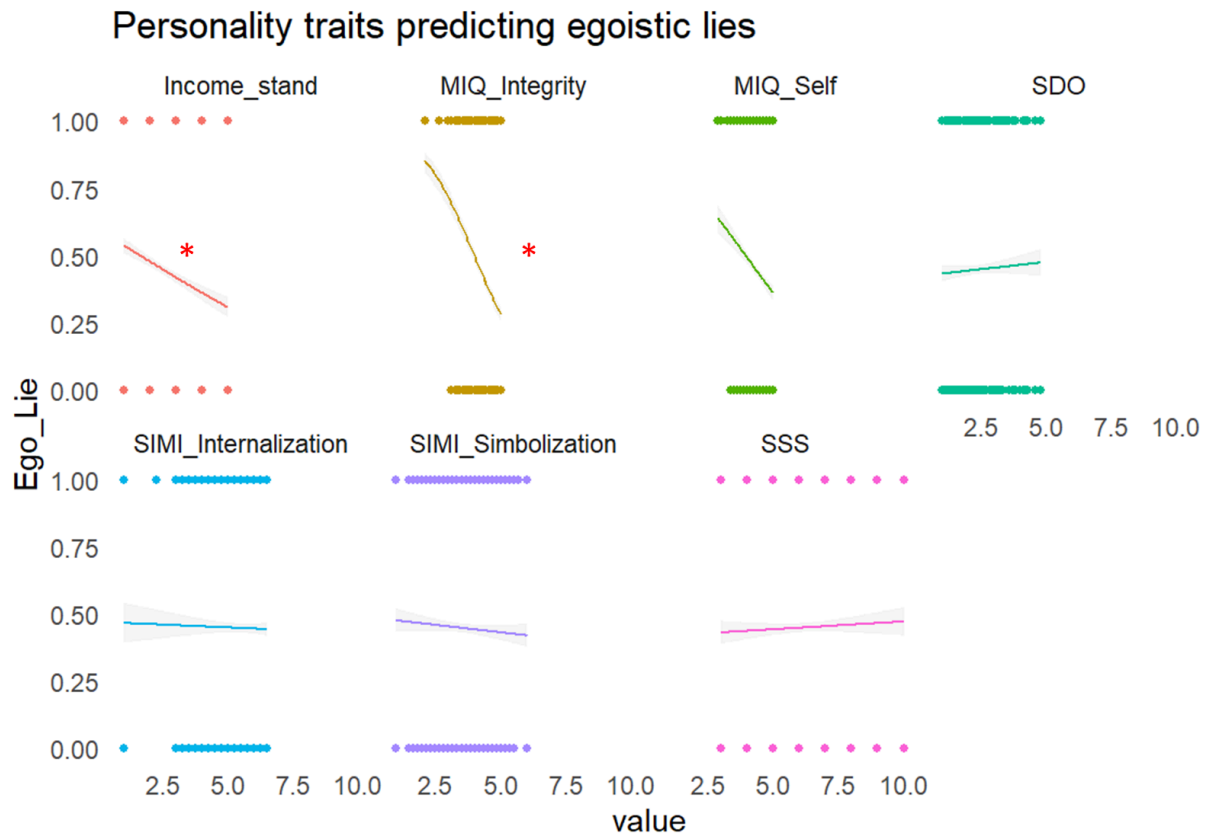 Personality traits predicting egoistic lies
Income_stand MIQ_Integrity MIQ_Self SDO
1.00
0.75
*
*
0.50
0.25
0.00
2.5 5.0 7.5 10.0
Ego_Lie
SIMI_Internalization SIMI_Simbolization SSS
1.00
0.75
0.50
0.25
0.00
2.5 5.0 7.5 10.0 2.5 5.0 7.5 10.0 2.5 5.0 7.5 10.0
value